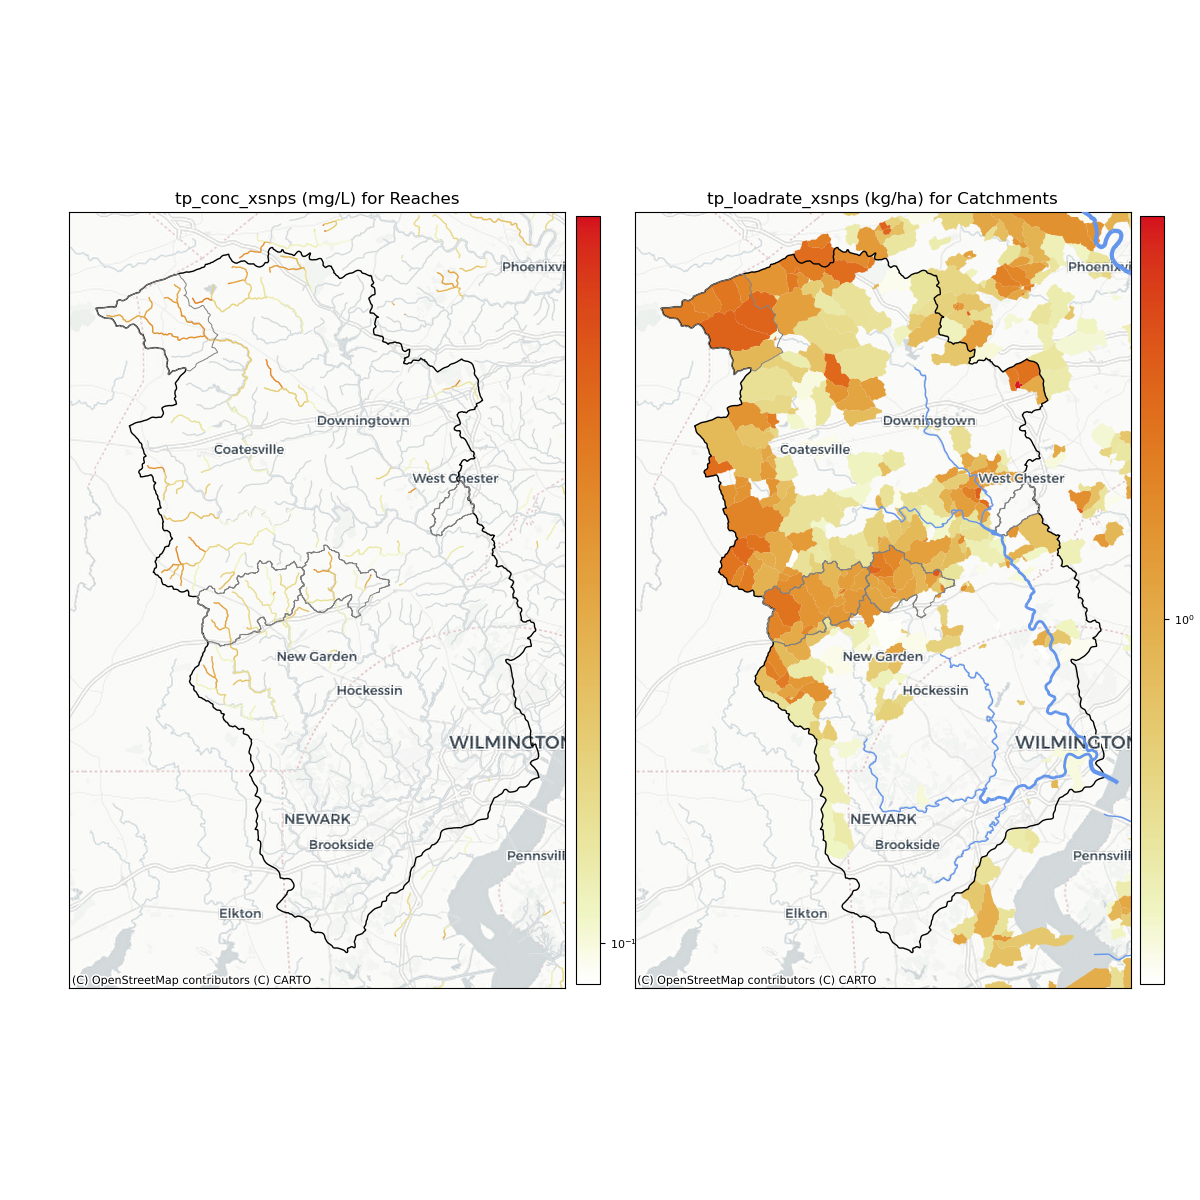 tp_conc_xsnps (mg/L) for Reaches
Phoenixvi
Downingtown
Coatesville
West Chester
New Garden
Hockessin
WILMINGTON
NEWARK
Brookside
Pennsvill
Elkton
(C) OpenStreetMap contributors (C) CARTO
10⁻¹
tp_loadrate_xsnps (kg/ha) for Catchments
Phoenixvi
Downingtown
Coatesville
West Chester
New Garden
Hockessin
WILMINGTON
NEWARK
Brookside
Pennsvill
Elkton
(C) OpenStreetMap contributors (C) CARTO
10⁰